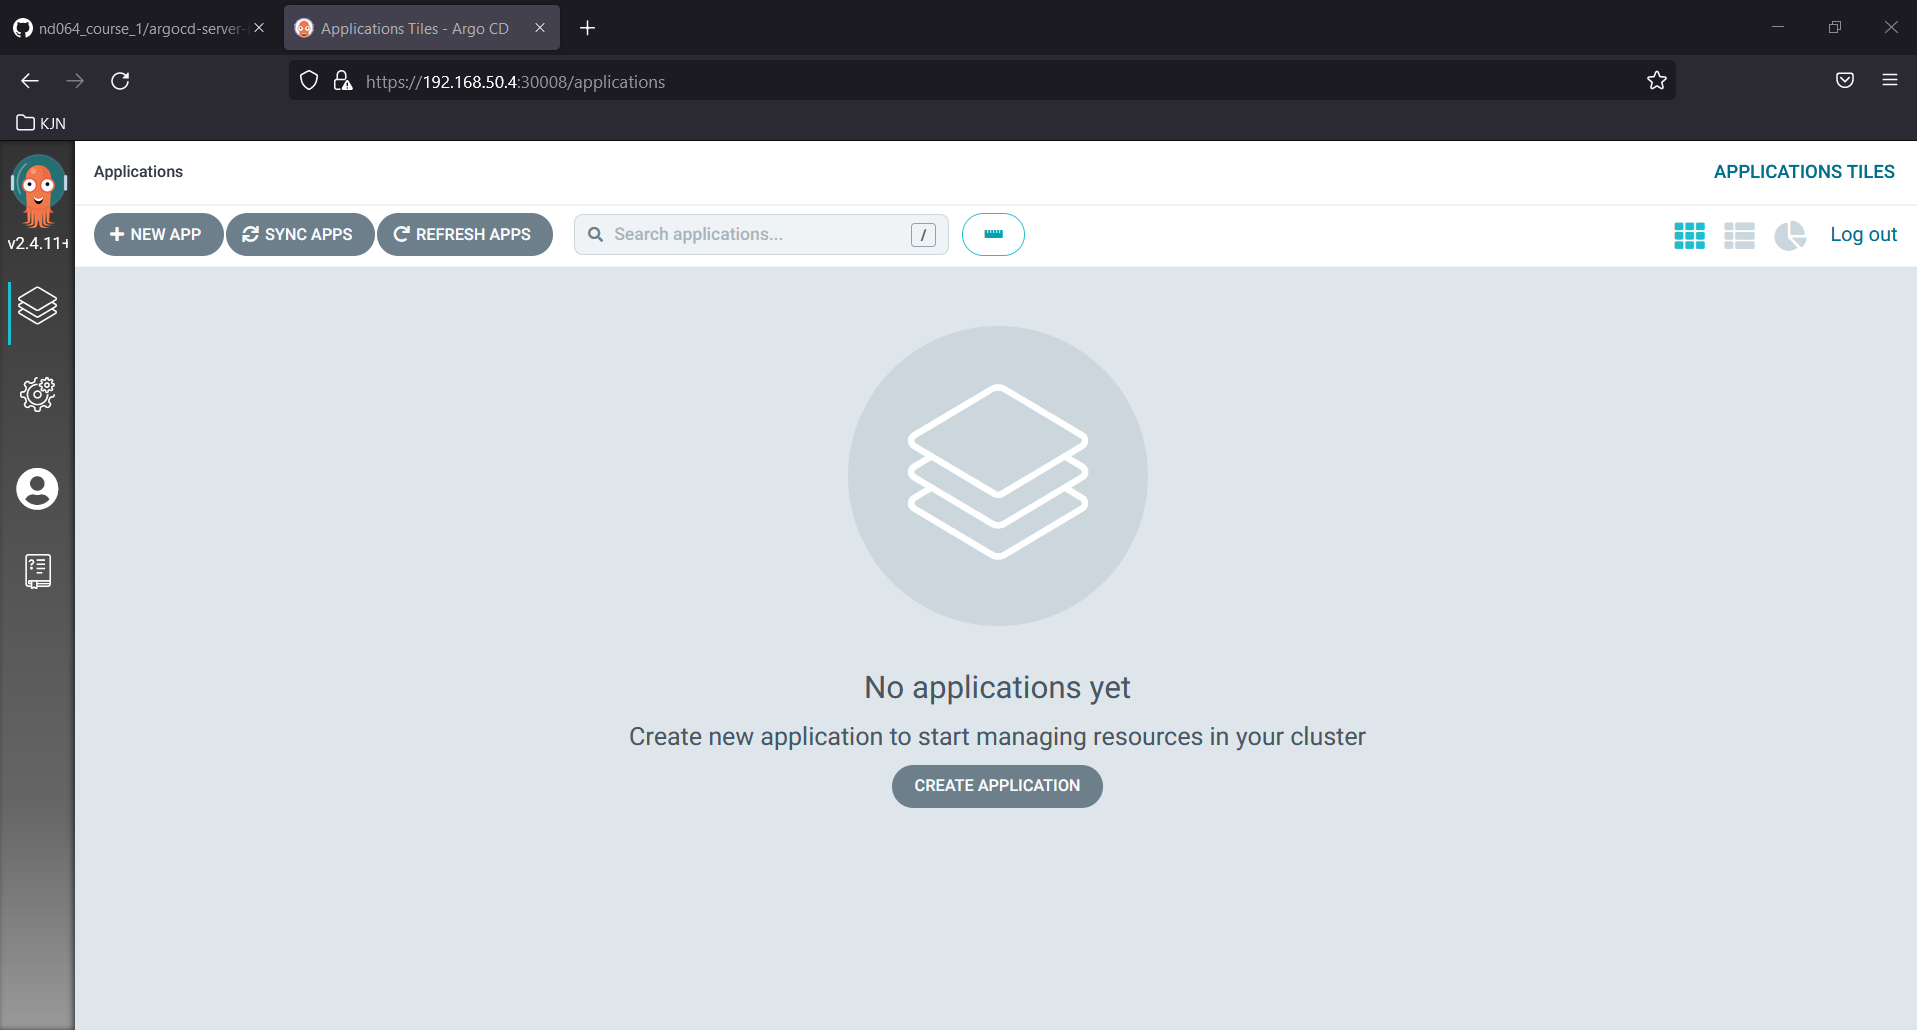 nd064_course_1/argocd-server-
Applications Tiles - Argo CD
https://192.168.50.4:30008/applications
KJN
v2.4.11+
Applications
APPLICATIONS TILES
NEW APP
SYNC APPS
REFRESH APPS
Search applications...
/
Log out
No applications yet
Create new application to start managing resources in your cluster
CREATE APPLICATION